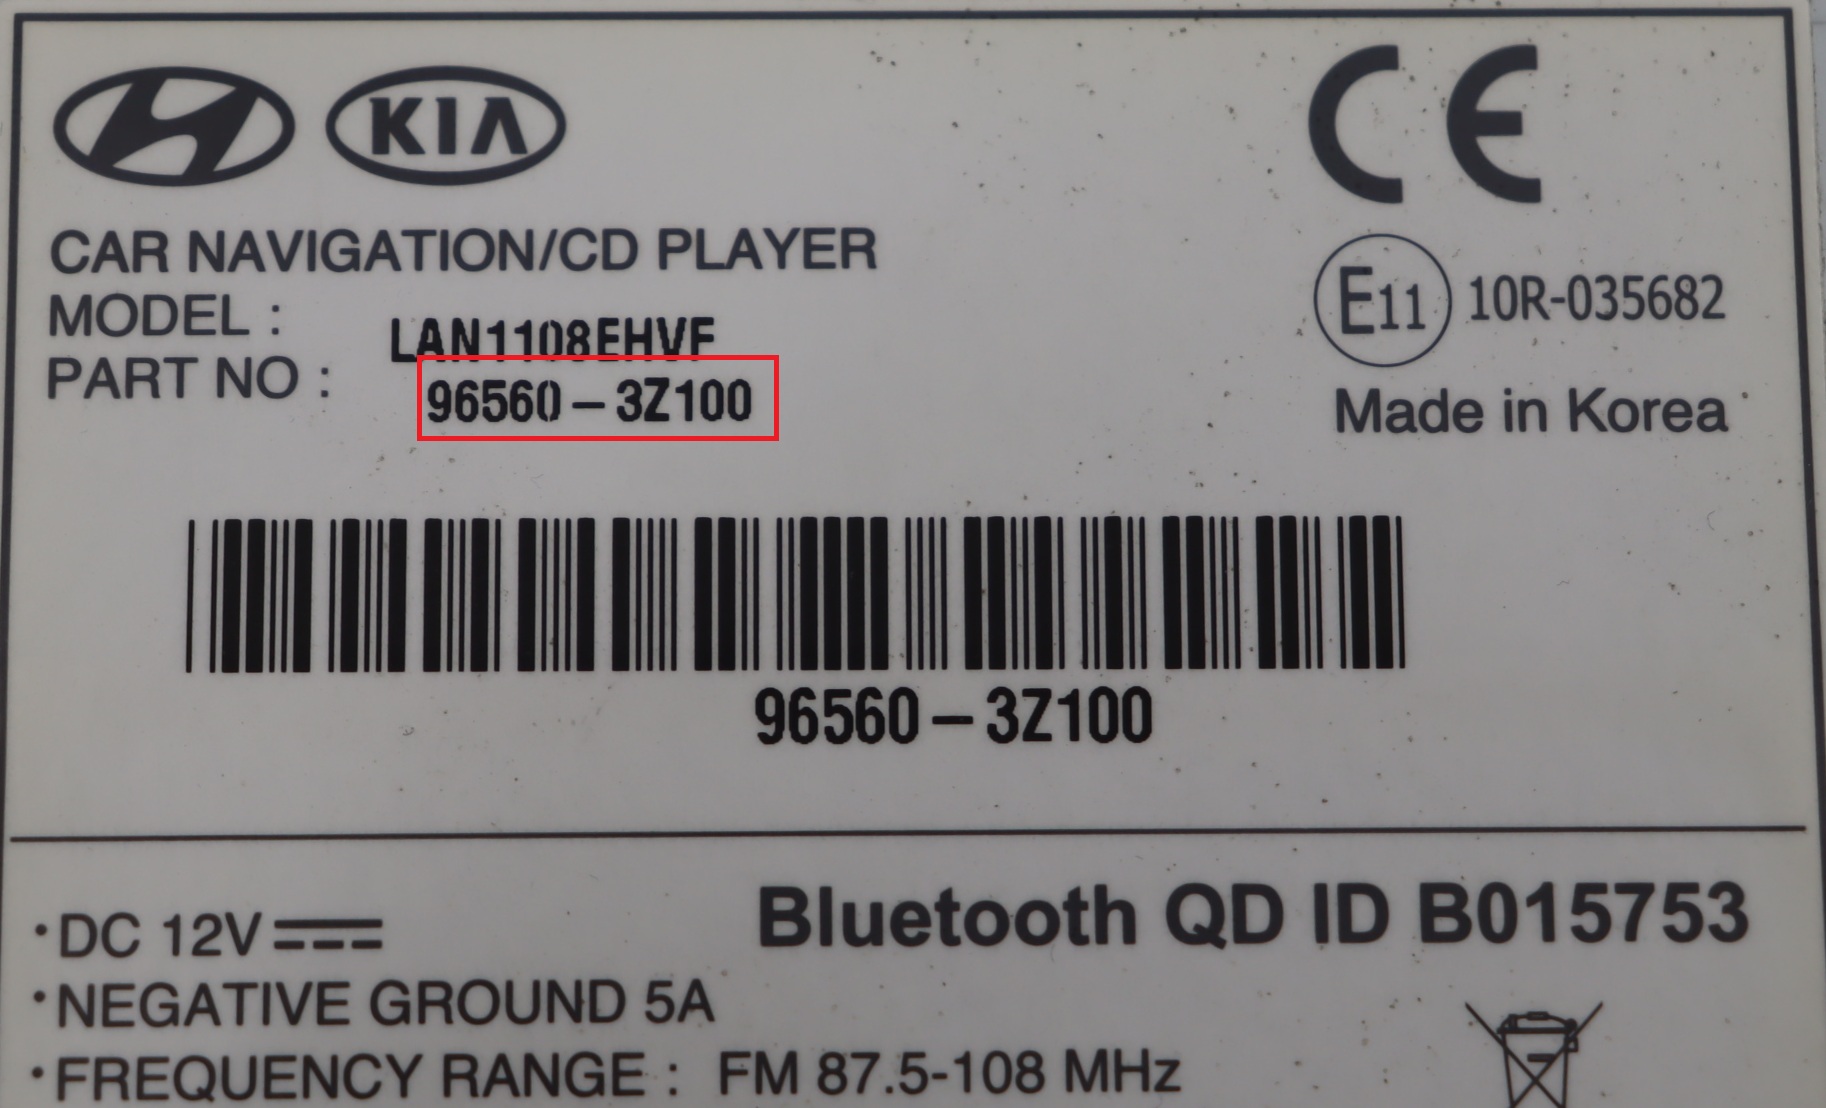 KIA
CE
CAR NAVIGATION/CD PLAYER
MODEL : LAN1108EHVF
PART NO : 96560-3Z100
E11 10R-035682
Made in Korea
96560-3Z100
•DC 12V
Bluetooth QD ID B015753
•NEGATIVE GROUND 5A
•FREQUENCY RANGE : FM 87.5-108 MHz